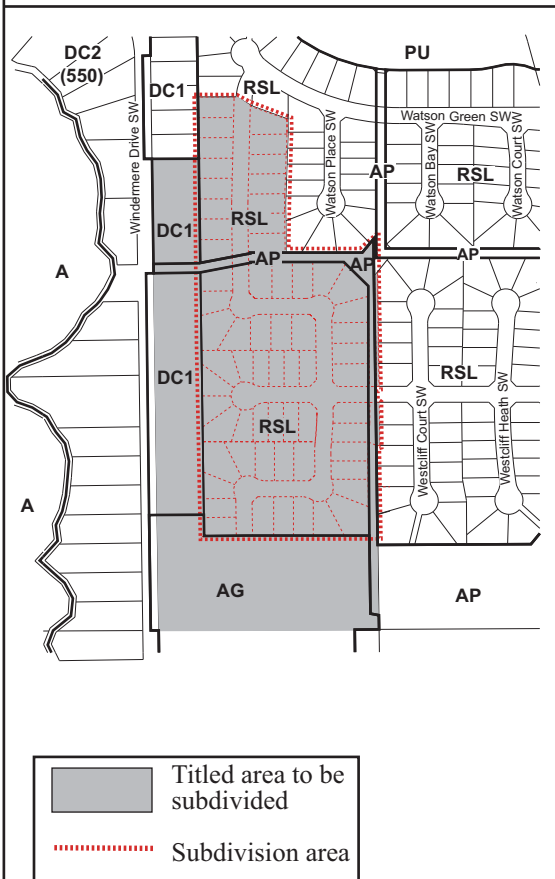 DC2
(550)
Windermere Drive SW
DC1
RSL
PU
Watson Green SW
Watson Place SW
AP
Watson Bay SW
RSL
Watson Court SW
RSL
DC1
AP
AP
AP
A
DC1
RSL
RSL
Westcliff Court SW
Westcliff Heath SW
A
AG
AP
Titled area to be
subdivided
Subdivision area